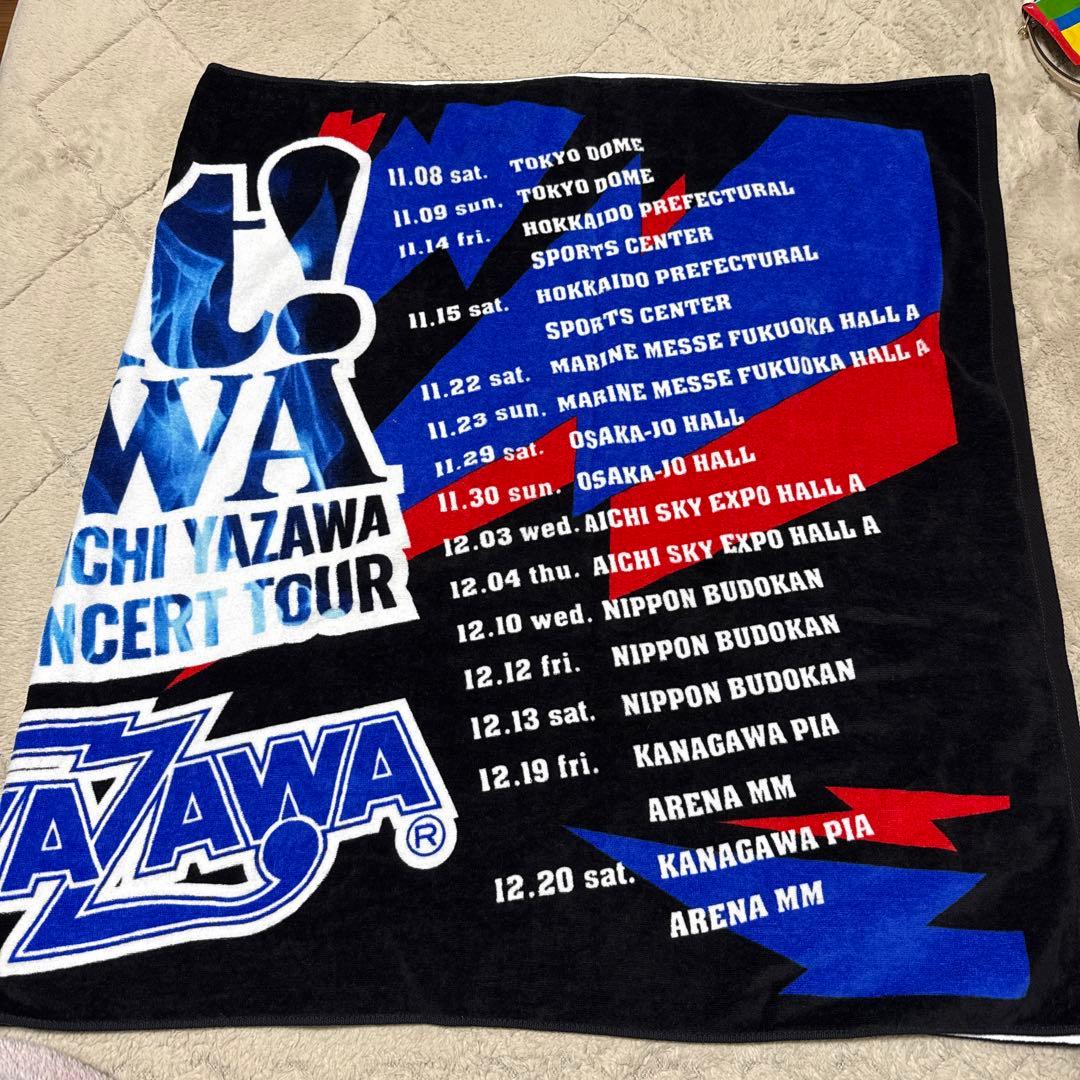 11.08 sat. TOKYO DOME
11.09 sun. TOKYO DOME
11.14 fri. HOKKAIDO PREFECTURAL
SPORTS CENTER
11.15 sat. HOKKAIDO PREFECTURAL
SPORTS CENTER
11.22 sat. MARINE MESSE FUKUOKA HALL A
11.23 sun. MARINE MESSE FUKUOKA HALL A
11.29 sat. OSAKA-JO HALL
11.30 sun. OSAKA-JO HALL
12.03 wed. AICHI SKY EXPO HALL A
12.04 thu. AICHI SKY EXPO HALL A
12.10 wed. NIPPON BUDOKAN
12.12 fri. NIPPON BUDOKAN
12.13 sat. NIPPON BUDOKAN
12.19 fri. KANAGAWA PIA
ARENA MM
12.20 sat. KANAGAWA PIA
ARENA MM
t!
WA
ICHI YAZAWA
NCERT TOUR
YAZAWA®